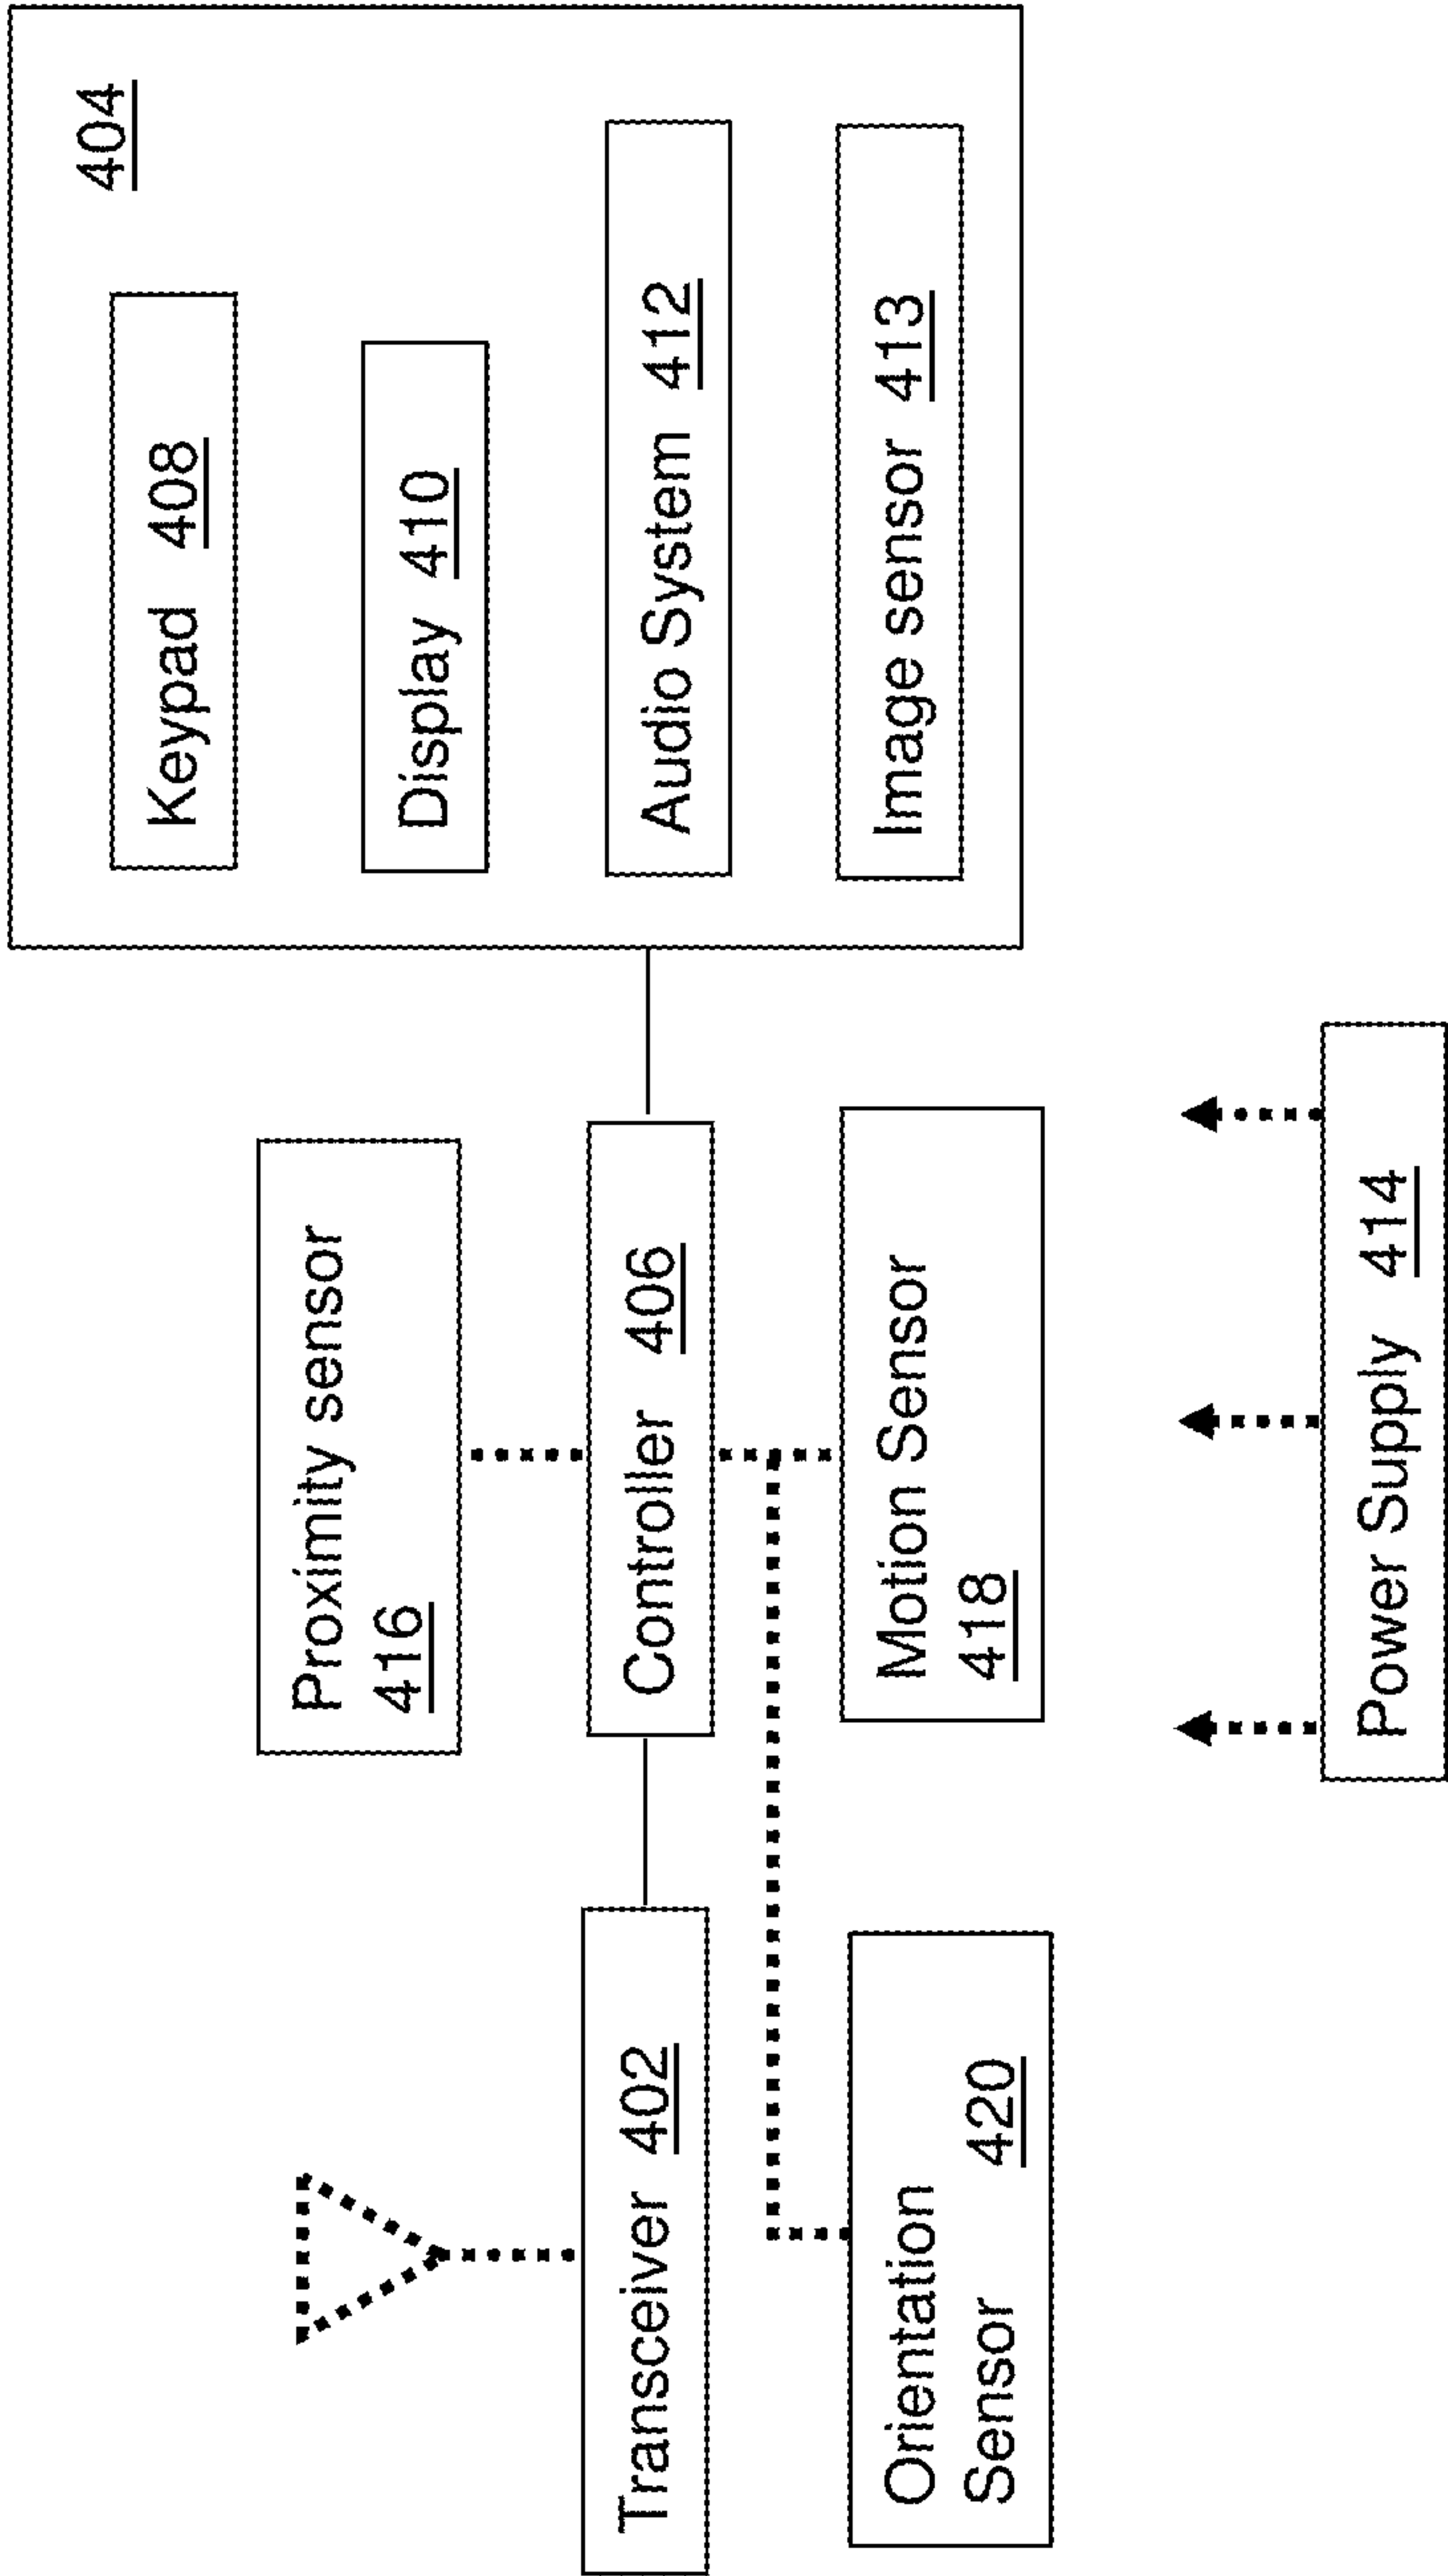 404
Keypad 408
Display 410
Audio System 412
Image sensor 413
Proximity sensor
416
Controller 406
Motion Sensor
418
Transceiver 402
Orientation
Sensor 420
Power Supply 414